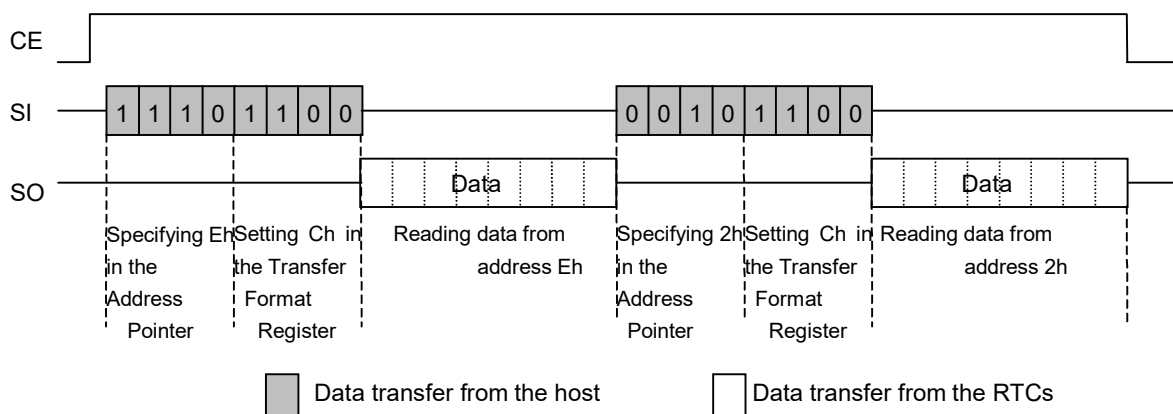 CE
SI
1 1 1 0 1 1 0 0
0 0 1 0 1 1 0 0
SO
Data
Data
Specifying Eh
in the
Address
Pointer
Setting Ch in
the Transfer
Format
Register
Reading data from
address Eh
Specifying 2h
in the
Address
Pointer
Setting Ch in
the Transfer
Format
Register
Reading data from
address 2h
Data transfer from the host
Data transfer from the RTCs